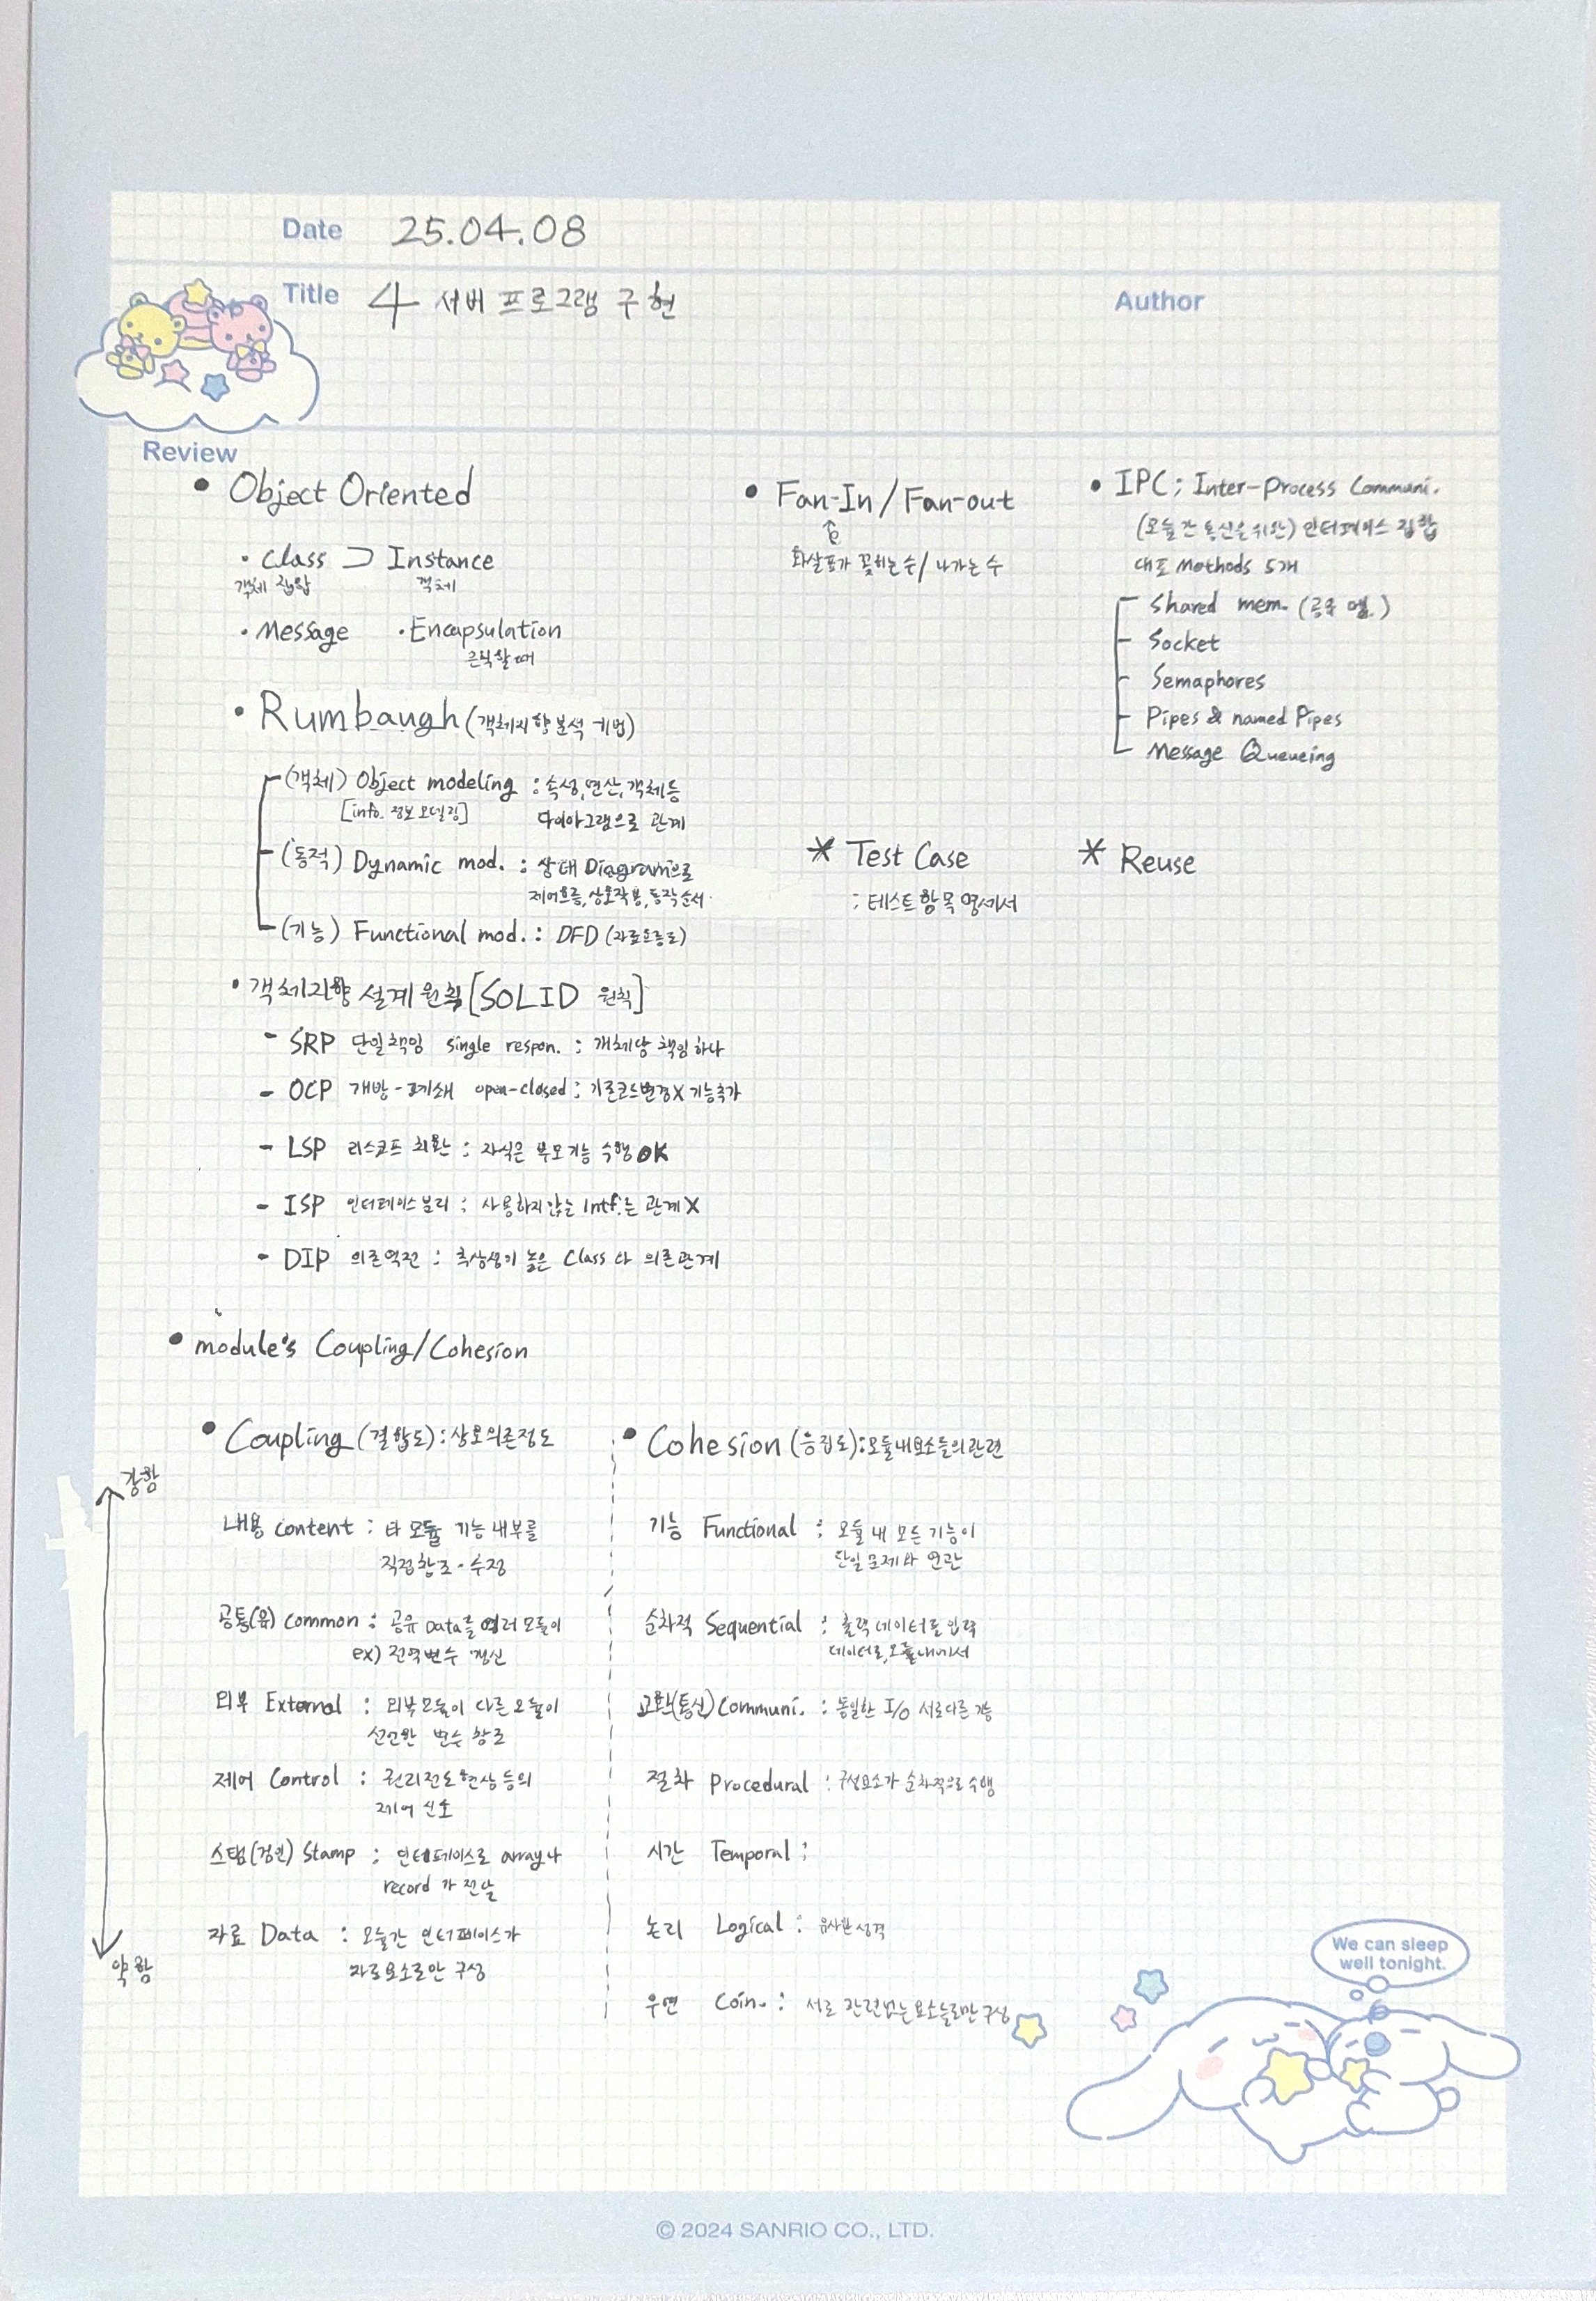 Date 25.04.08
Title 4 서버 프로그램 구현
Author
Review
• Object Oriented
· Class ⊃ Instance
객체 집합 객체
· Message · Encapsulation
은닉할 때
• Rumbaugh (객체지향 분석 기법)
(객체) Object modeling : 속성, 연산, 객체 등
[info. 정보 모델링] 다이아그램으로 관계
(동적) Dynamic mod. : 상태 Diagram으로
제어흐름, 상호작용, 동작순서
(기능) Functional mod. : DFD (자료흐름도)
• 객체지향 설계 원칙 [SOLID 원칙]
- SRP 단일책임 single respon. : 객체당 책임 하나
- OCP 개방-폐쇄 open-closed : 기존코드변경X 기능추가
- LSP 리스코프 치환 : 자식은 부모기능 수행 OK
- ISP 인터페이스 분리 : 사용하지 않는 Intf.는 관계 X
- DIP 의존역전 : 추상성이 높은 Class 다 의존관계
• Fan-In / Fan-out
화살표가 꽂히는 수 / 나가는 수
• IPC ; Inter-Process Communi.
(모듈간 통신을 위한) 인터페이스 집합
대표 Methods 5개
Shared mem. (공유 멤.)
Socket
Semaphores
Pipes & named Pipes
Message Queueing
* Test Case
: 테스트 항목 명세서
* Reuse
• module's Coupling/Cohesion
• Coupling (결합도) : 상호의존정도
강함
내용 Content : 타 모듈 기능 내부를
직접참조·수정
공통(유) Common : 공유 Data를 여러 모듈이
ex) 전역변수 갱신
외부 External : 외부모듈이 다른 모듈이
선언한 변수 참조
제어 Control : 권리전도현상 등의
제어 신호
스탬(검인) Stamp : 인터페이스로 array나
record 가 전달
자료 Data : 모듈간 인터페이스가
자료요소로만 구성
약함
• Cohesion (응집도) : 모듈내요소들의관련
기능 Functional : 모듈 내 모든 기능이
단일 문제와 연관
순차적 Sequential : 출력 데이터를 입력
데이터로, 모듈내에서
교환(통신) Communi. : 동일한 I/O 서로다른 기능
절차 Procedural : 구성요소가 순차적으로 수행
시간 Temporal :
논리 Logical : 유사한 성격
우연 Coin. : 서로 관련없는 요소들로만 구성
We can sleep
well tonight.
© 2024 SANRIO CO., LTD.